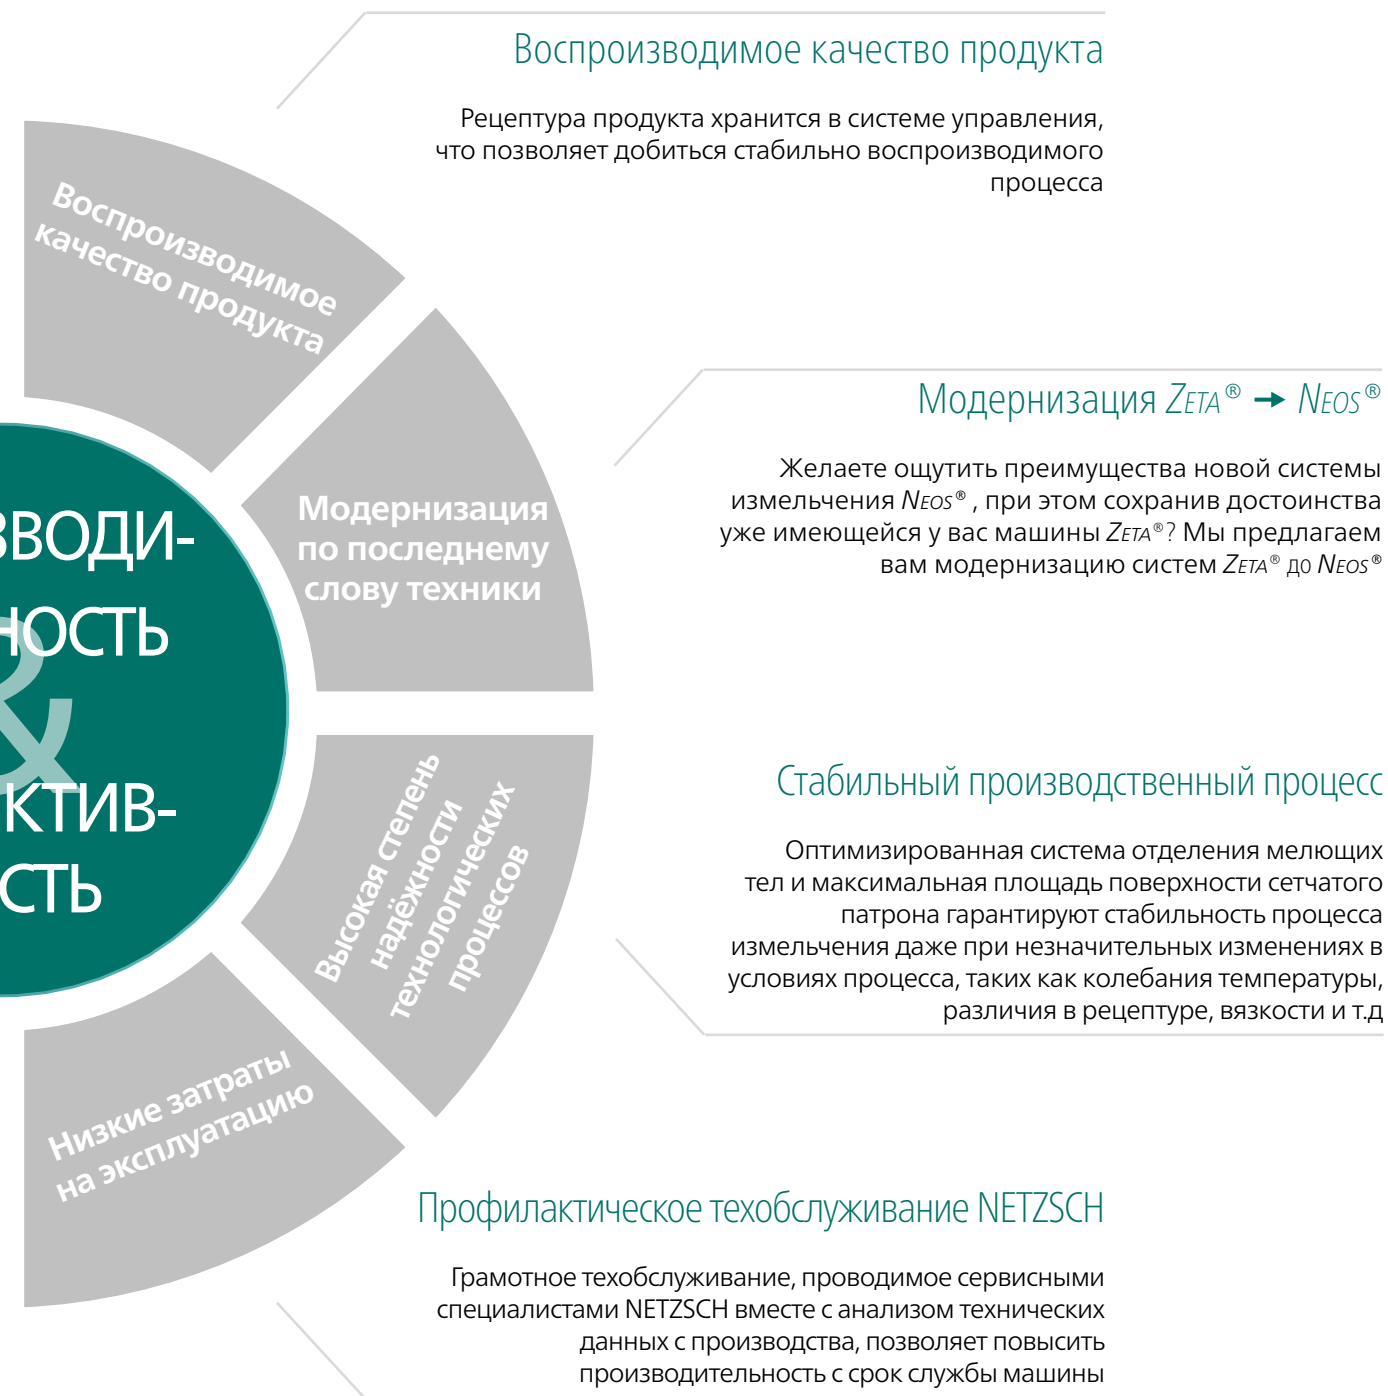 Воспроизводимое качество продукта
Рецептура продукта хранится в системе управления,
что позволяет добиться стабильно воспроизводимого
процесса
Воспроизводимое
качество продукта
Модернизация ZETA® → NEOS®
Желаете ощутить преимущества новой системы
измельчения NEOS® , при этом сохранив достоинства
уже имеющейся у вас машины ZETA®? Мы предлагаем
вам модернизацию систем ZETA® до NEOS®
Модернизация
по последнему
слову техники
ЗВОДИ-
НОСТЬ
&
КТИВ-
СТЬ
Стабильный производственный процесс
Оптимизированная система отделения мелющих
тел и максимальная площадь поверхности сетчатого
патрона гарантируют стабильность процесса
измельчения даже при незначительных изменениях в
условиях процесса, таких как колебания температуры,
различия в рецептуре, вязкости и т.д
Высокая степень
надёжности
технологических
процессов
Низкие затраты
на эксплуатацию
Профилактическое техобслуживание NETZSCH
Грамотное техобслуживание, проводимое сервисными
специалистами NETZSCH вместе с анализом технических
данных с производства, позволяет повысить
производительность с срок службы машины